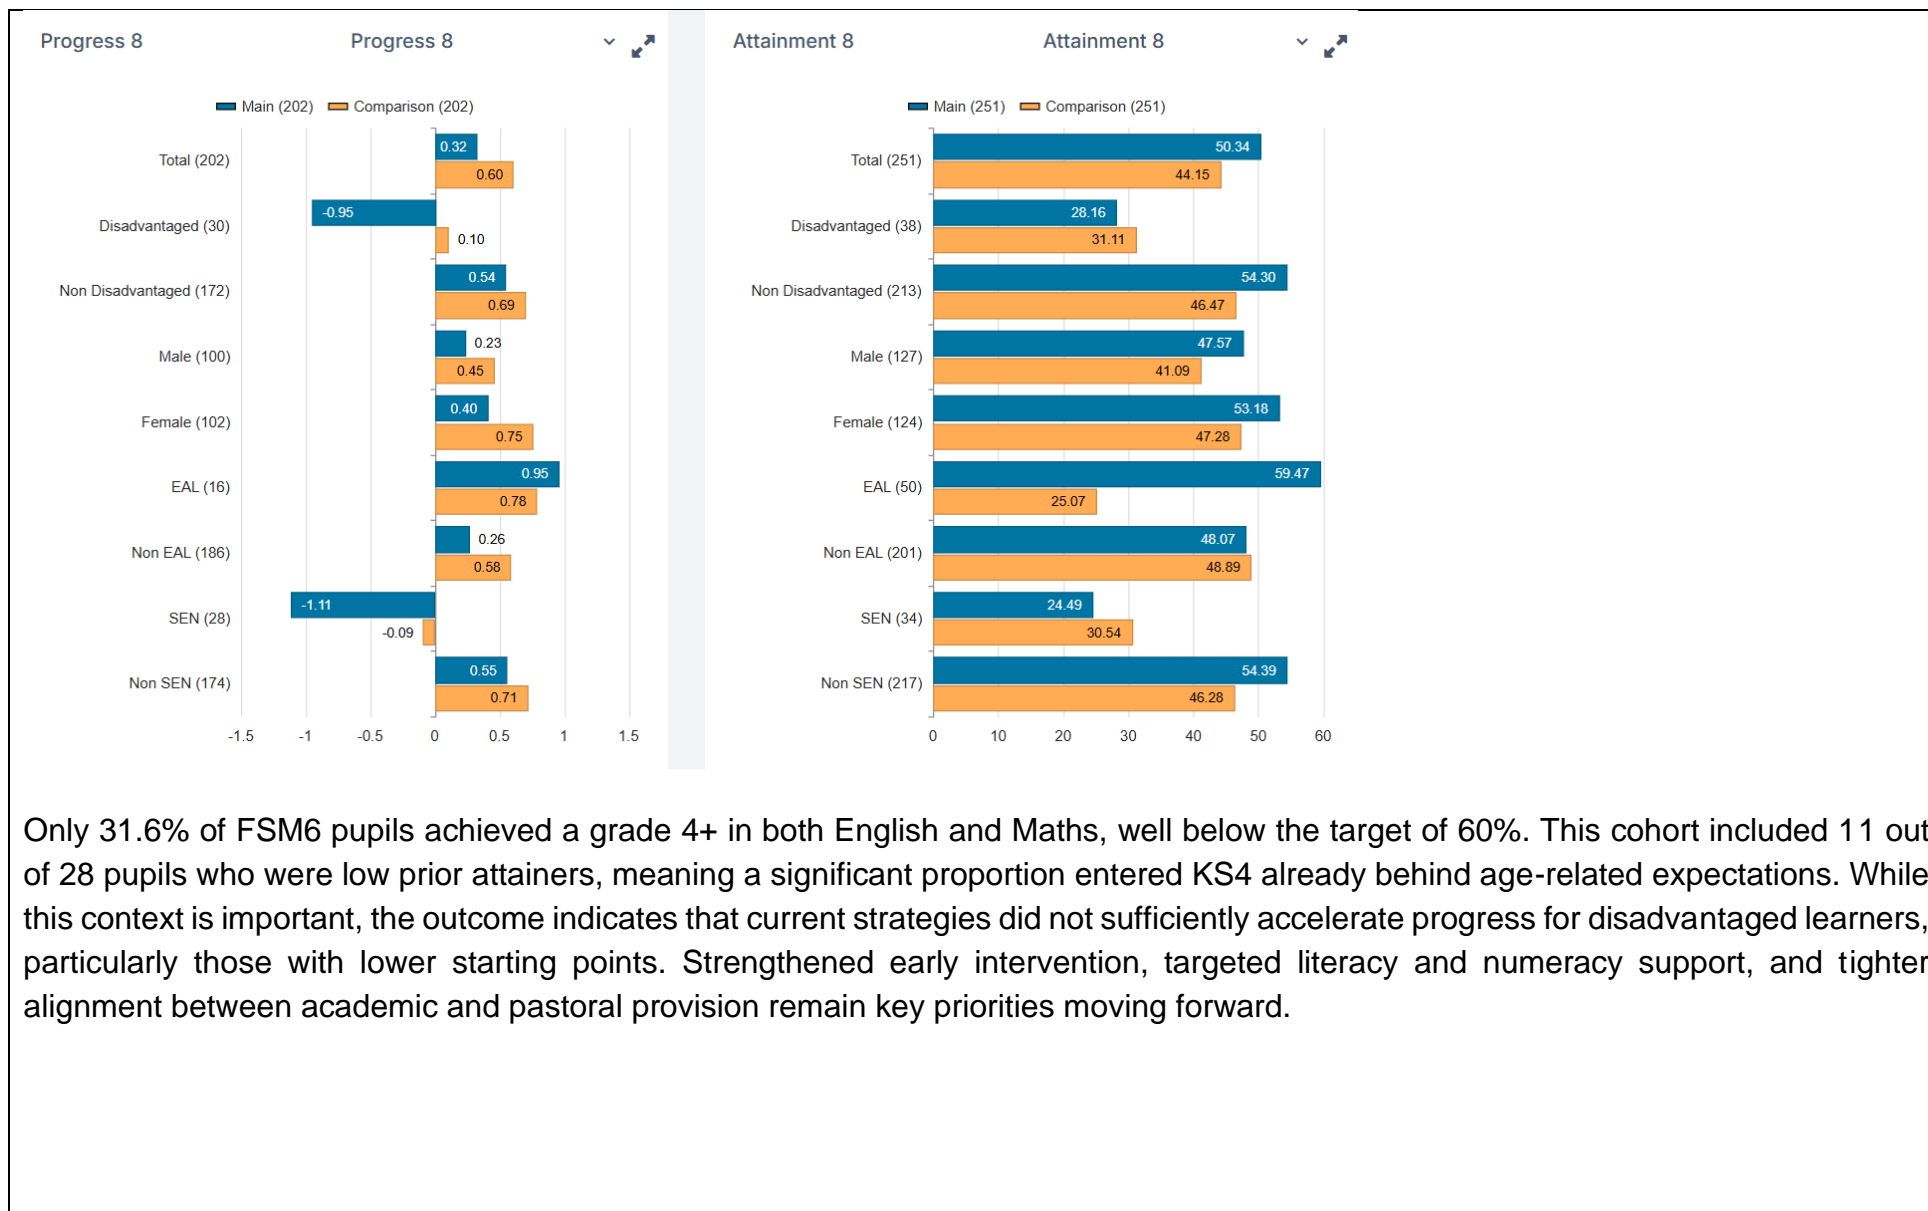 Progress 8
Progress 8
Main (202) Comparison (202)
Total (202)
0.32
0.60
Disadvantaged (30)
-0.95
0.10
Non Disadvantaged (172)
0.54
0.69
Male (100)
0.23
0.45
Female (102)
0.40
0.75
EAL (16)
0.95
0.78
Non EAL (186)
0.26
0.58
SEN (28)
-1.11
-0.09
Non SEN (174)
0.55
0.71
-1.5 -1 -0.5 0 0.5 1 1.5
Attainment 8
Attainment 8
Main (251) Comparison (251)
Total (251)
50.34
44.15
Disadvantaged (38)
28.16
31.11
Non Disadvantaged (213)
54.30
46.47
Male (127)
47.57
41.09
Female (124)
53.18
47.28
EAL (50)
59.47
25.07
Non EAL (201)
48.07
48.89
SEN (34)
24.49
30.54
Non SEN (217)
54.39
46.28
0 10 20 30 40 50 60
Only 31.6% of FSM6 pupils achieved a grade 4+ in both English and Maths, well below the target of 60%. This cohort included 11 out
of 28 pupils who were low prior attainers, meaning a significant proportion entered KS4 already behind age-related expectations. While
this context is important, the outcome indicates that current strategies did not sufficiently accelerate progress for disadvantaged learners,
particularly those with lower starting points. Strengthened early intervention, targeted literacy and numeracy support, and tighter
alignment between academic and pastoral provision remain key priorities moving forward.